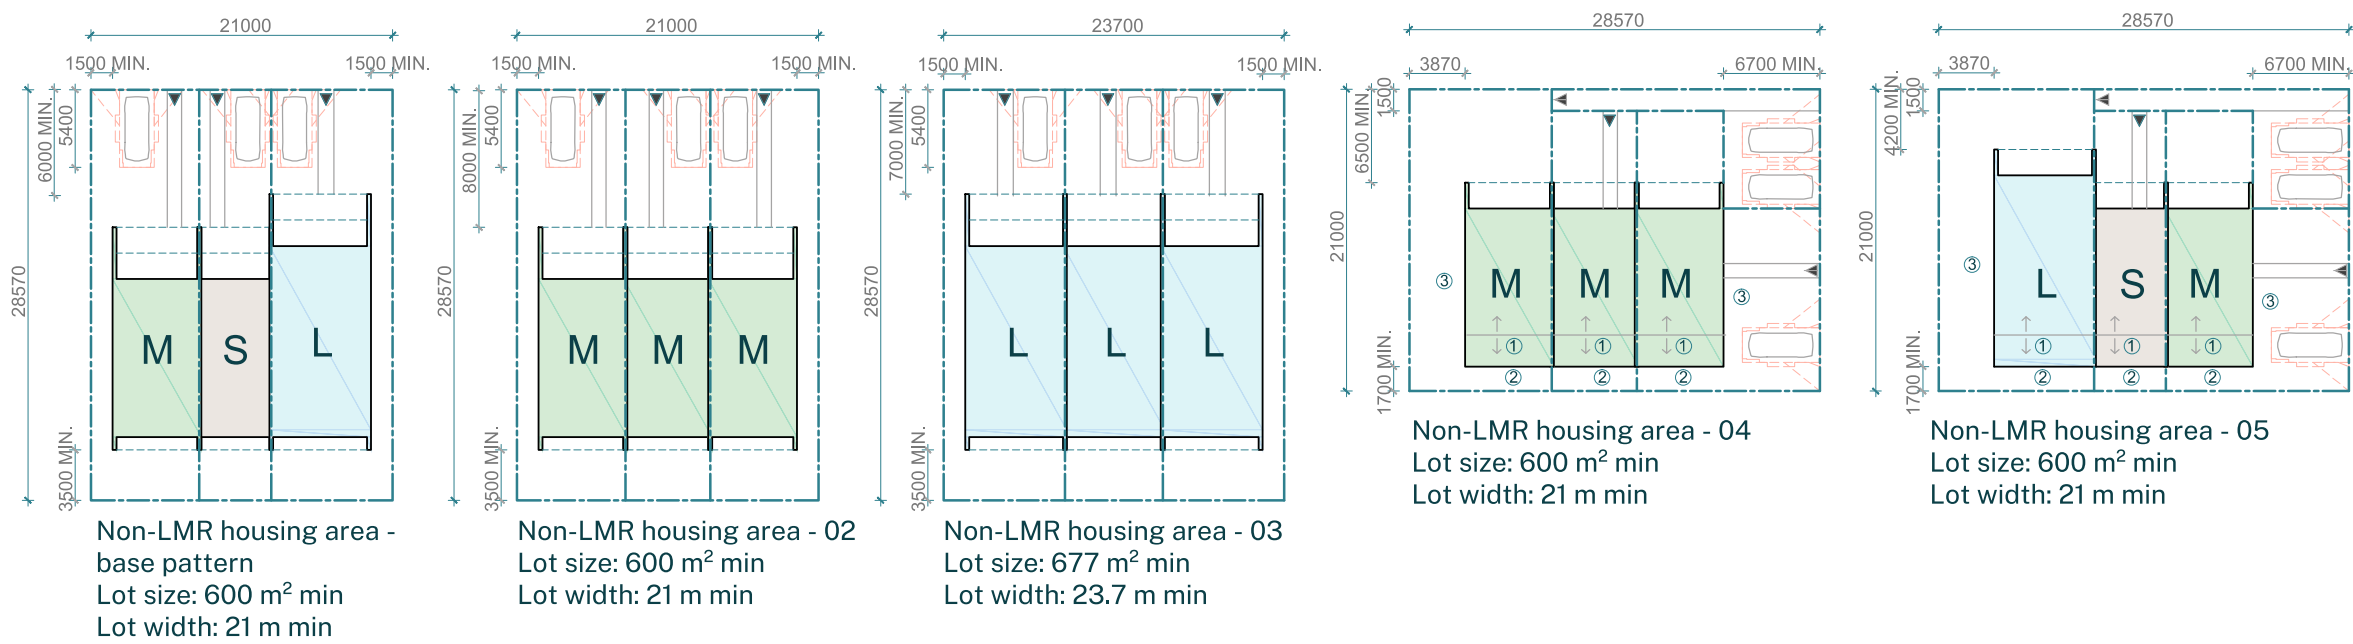 21000
1500 MIN.
1500 MIN.
6000 MIN.
5400
28570
3500 MIN.
M
S
L
Non-LMR housing area -
base pattern
Lot size: 600 m² min
Lot width: 21 m min
21000
1500 MIN.
1500 MIN.
8000 MIN.
5400
28570
3500 MIN.
M
M
M
Non-LMR housing area - 02
Lot size: 600 m² min
Lot width: 21 m min
23700
1500 MIN.
1500 MIN.
7000 MIN.
5400
28570
3500 MIN.
L
L
L
Non-LMR housing area - 03
Lot size: 677 m² min
Lot width: 23.7 m min
28570
3870
6700 MIN.
1500
6500 MIN.
21000
1700 MIN.
③
M
M
M
③
①
①
①
②
②
②
Non-LMR housing area - 04
Lot size: 600 m² min
Lot width: 21 m min
28570
3870
6700 MIN.
1500
4200 MIN.
21000
1700 MIN.
③
L
S
M
③
①
①
①
②
②
②
Non-LMR housing area - 05
Lot size: 600 m² min
Lot width: 21 m min